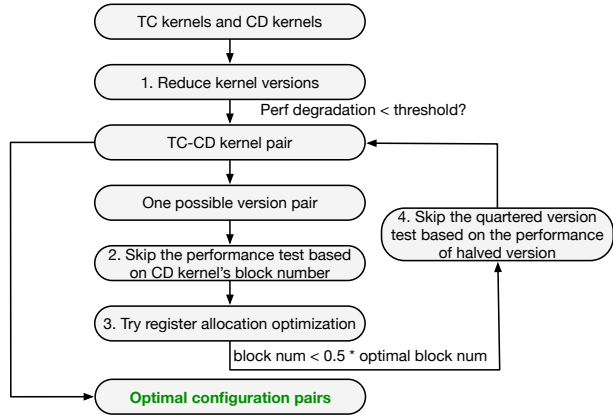 TC kernels and CD kernels
1. Reduce kernel versions
Perf degradation < threshold?
TC-CD kernel pair
One possible version pair
2. Skip the performance test based
on CD kernel's block number
4. Skip the quartered version
test based on the performance
of halved version
3. Try register allocation optimization
block num < 0.5 * optimal block num
Optimal configuration pairs